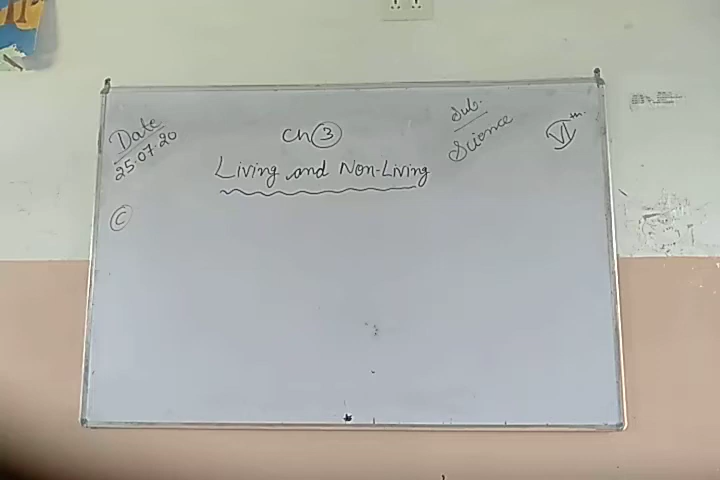 Date
25.07.20
Ch 3
Living and Non-Living
Sub.
Science
VI th.
C